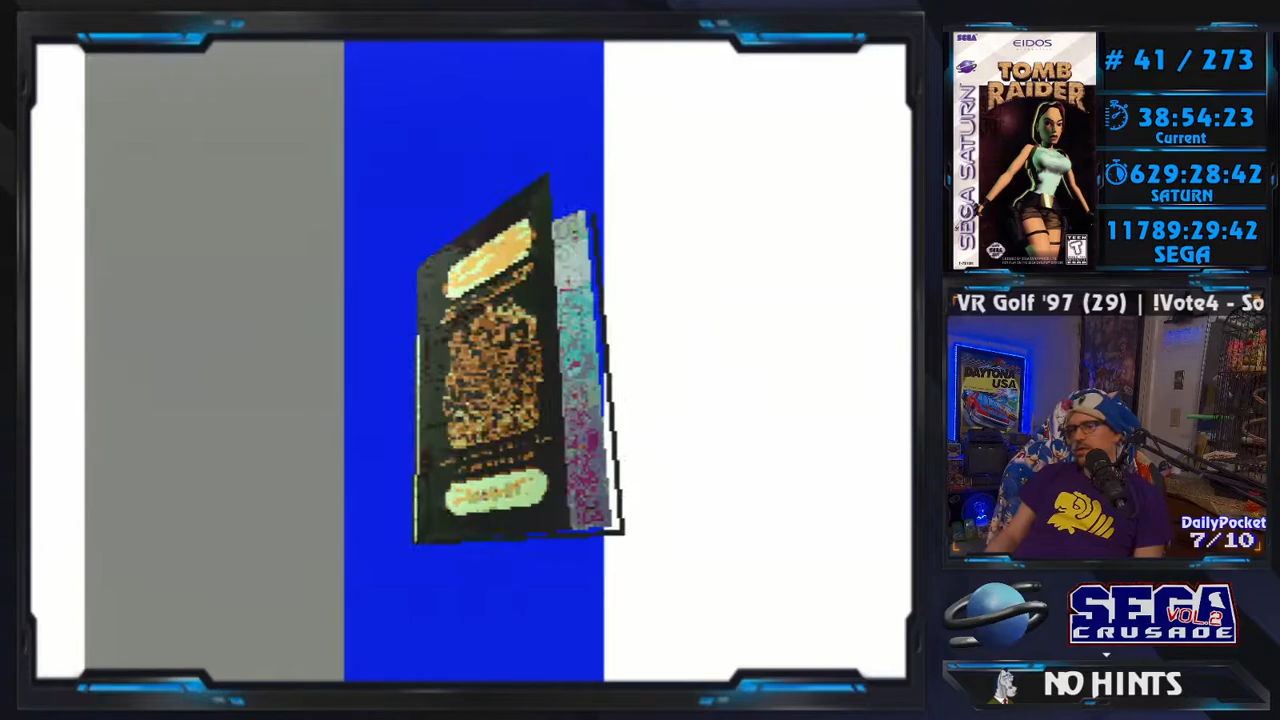 SEGA
EIDOS
TOMB
RAIDER
SEGA SATURN
TEEN
T
# 41 / 273
38:54:23
Current
629:28:42
SATURN
11789:29:42
SEGA
VR Golf '97 (29) | !Vote4 - So
DAYTONA
USA
DailyPocket
7/10
SEGA
VOL.2
CRUSADE
NO HINTS